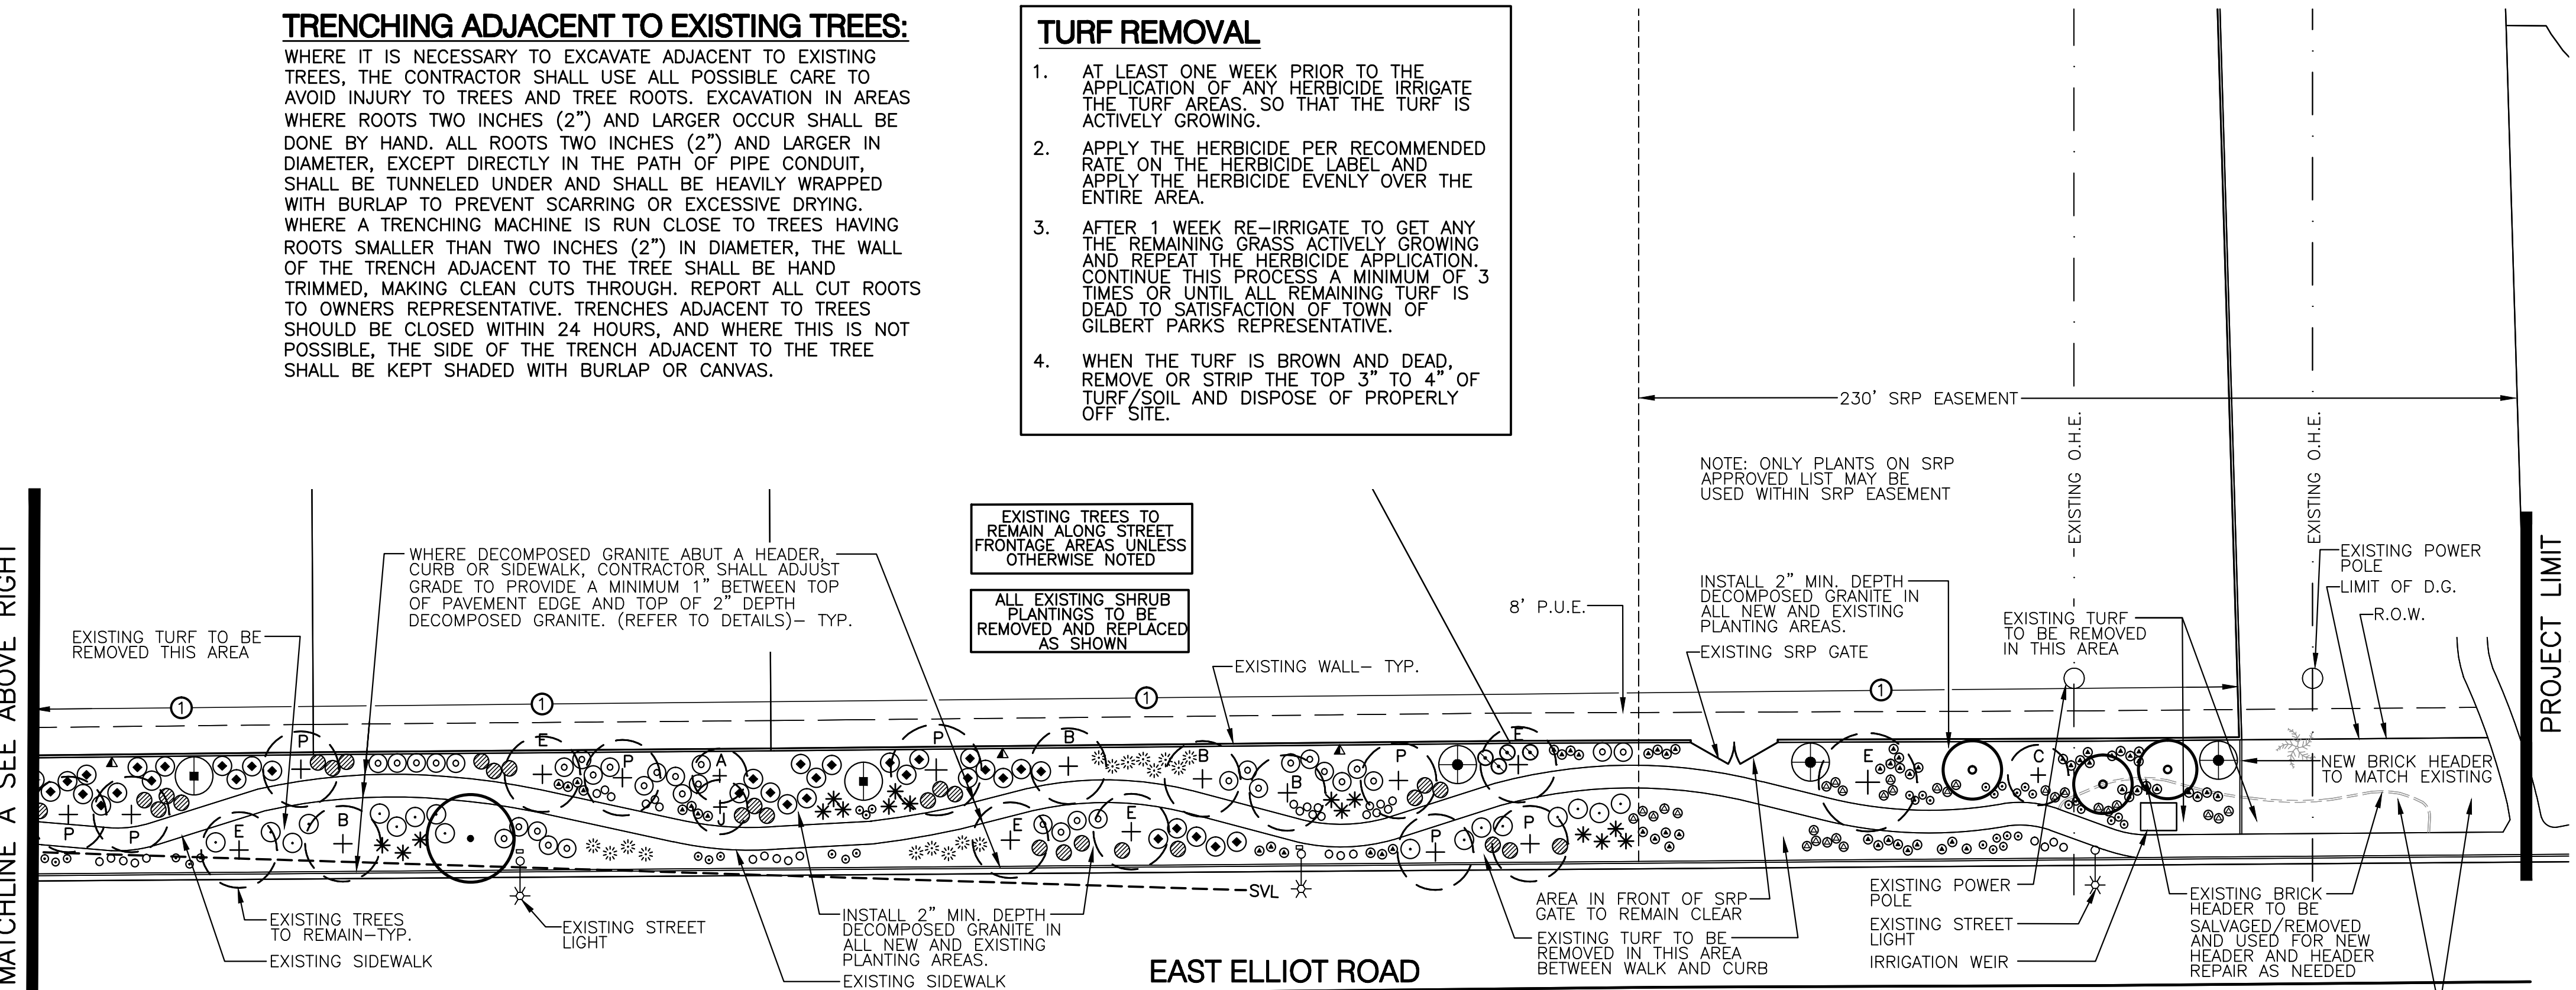 TRENCHING ADJACENT TO EXISTING TREES:
WHERE IT IS NECESSARY TO EXCAVATE ADJACENT TO EXISTING
TREES, THE CONTRACTOR SHALL USE ALL POSSIBLE CARE TO
AVOID INJURY TO TREES AND TREE ROOTS. EXCAVATION IN AREAS
WHERE ROOTS TWO INCHES (2") AND LARGER OCCUR SHALL BE
DONE BY HAND. ALL ROOTS TWO INCHES (2") AND LARGER IN
DIAMETER, EXCEPT DIRECTLY IN THE PATH OF PIPE CONDUIT,
SHALL BE TUNNELED UNDER AND SHALL BE HEAVILY WRAPPED
WITH BURLAP TO PREVENT SCARRING OR EXCESSIVE DRYING.
WHERE A TRENCHING MACHINE IS RUN CLOSE TO TREES HAVING
ROOTS SMALLER THAN TWO INCHES (2") IN DIAMETER, THE WALL
OF THE TRENCH ADJACENT TO THE TREE SHALL BE HAND
TRIMMED, MAKING CLEAN CUTS THROUGH. REPORT ALL CUT ROOTS
TO OWNERS REPRESENTATIVE. TRENCHES ADJACENT TO TREES
SHOULD BE CLOSED WITHIN 24 HOURS, AND WHERE THIS IS NOT
POSSIBLE, THE SIDE OF THE TRENCH ADJACENT TO THE TREE
SHALL BE KEPT SHADED WITH BURLAP OR CANVAS.
TURF REMOVAL
1. AT LEAST ONE WEEK PRIOR TO THE
APPLICATION OF ANY HERBICIDE IRRIGATE
THE TURF AREAS. SO THAT THE TURF IS
ACTIVELY GROWING.
2. APPLY THE HERBICIDE PER RECOMMENDED
RATE ON THE HERBICIDE LABEL AND
APPLY THE HERBICIDE EVENLY OVER THE
ENTIRE AREA.
3. AFTER 1 WEEK RE-IRRIGATE TO GET ANY
THE REMAINING GRASS ACTIVELY GROWING
AND REPEAT THE HERBICIDE APPLICATION.
CONTINUE THIS PROCESS A MINIMUM OF 3
TIMES OR UNTIL ALL REMAINING TURF IS
DEAD TO SATISFACTION OF TOWN OF
GILBERT PARKS REPRESENTATIVE.
4. WHEN THE TURF IS BROWN AND DEAD,
REMOVE OR STRIP THE TOP 3" TO 4" OF
TURF/SOIL AND DISPOSE OF PROPERLY
OFF SITE.
230' SRP EASEMENT
EXISTING O.H.E.
EXISTING O.H.E.
NOTE: ONLY PLANTS ON SRP
APPROVED LIST MAY BE
USED WITHIN SRP EASEMENT
MATCHLINE A SEE ABOVE RIGHT
EXISTING TURF TO BE
REMOVED THIS AREA
WHERE DECOMPOSED GRANITE ABUT A HEADER,
CURB OR SIDEWALK, CONTRACTOR SHALL ADJUST
GRADE TO PROVIDE A MINIMUM 1" BETWEEN TOP
OF PAVEMENT EDGE AND TOP OF 2" DEPTH
DECOMPOSED GRANITE. (REFER TO DETAILS)- TYP.
EXISTING TREES TO
REMAIN ALONG STREET
FRONTAGE AREAS UNLESS
OTHERWISE NOTED
ALL EXISTING SHRUB
PLANTINGS TO BE
REMOVED AND REPLACED
AS SHOWN
EXISTING WALL- TYP.
8' P.U.E.
INSTALL 2" MIN. DEPTH
DECOMPOSED GRANITE IN
ALL NEW AND EXISTING
PLANTING AREAS.
EXISTING SRP GATE
EXISTING TURF
TO BE REMOVED
IN THIS AREA
EXISTING POWER
POLE
LIMIT OF D.G.
R.O.W.
PROJECT LIMIT
1 1 1 1
P E P A P B B B P E E C
NEW BRICK HEADER
TO MATCH EXISTING
P P E B J E E P P
SVL
EXISTING TREES
TO REMAIN-TYP.
EXISTING SIDEWALK
EXISTING STREET
LIGHT
INSTALL 2" MIN. DEPTH
DECOMPOSED GRANITE IN
ALL NEW AND EXISTING
PLANTING AREAS.
EXISTING SIDEWALK
EAST ELLIOT ROAD
AREA IN FRONT OF SRP
GATE TO REMAIN CLEAR
EXISTING TURF TO BE
REMOVED IN THIS AREA
BETWEEN WALK AND CURB
EXISTING POWER
POLE
EXISTING STREET
LIGHT
IRRIGATION WEIR
EXISTING BRICK
HEADER TO BE
SALVAGED/REMOVED
AND USED FOR NEW
HEADER AND HEADER
REPAIR AS NEEDED